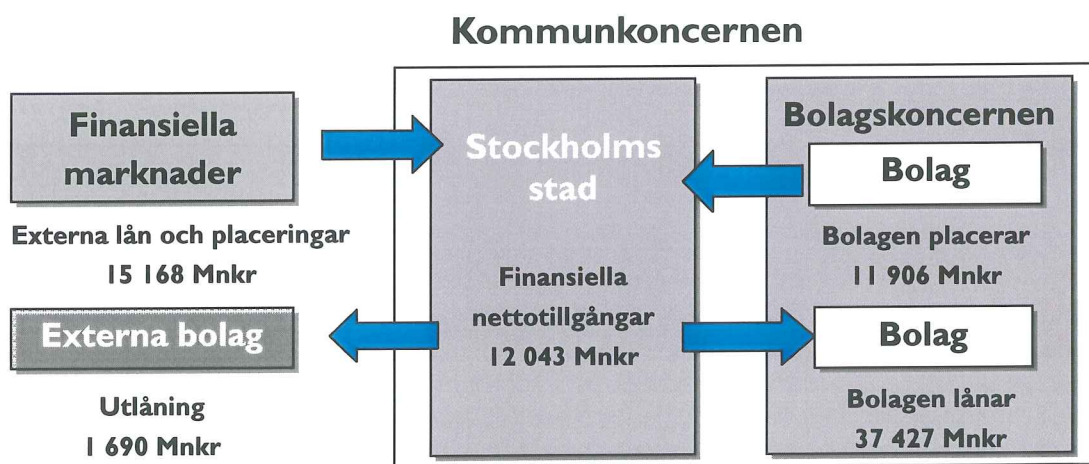 Kommunkoncernen
Finansiella
marknader
Externa lån och placeringar
15 168 Mnkr
Externa bolag
Utlåning
1 690 Mnkr
Stockholms
stad
Finansiella
nettotillgångar
12 043 Mnkr
Bolagskoncernen
Bolag
Bolagen placerar
11 906 Mnkr
Bolag
Bolagen lånar
37 427 Mnkr